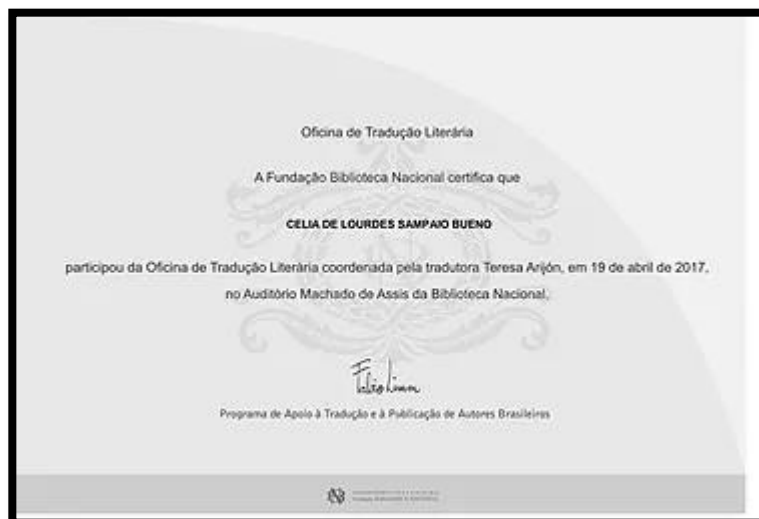 Oficina de Tradução Literária
A Fundação Biblioteca Nacional certifica que
CELIA DE LOURDES SAMPAIO BUENO
participou da Oficina de Tradução Literária coordenada pela tradutora Teresa Arijón, em 19 de abril de 2017,
no Auditório Machado de Assis da Biblioteca Nacional.
Programa de Apoio à Tradução e à Publicação de Autores Brasileiros